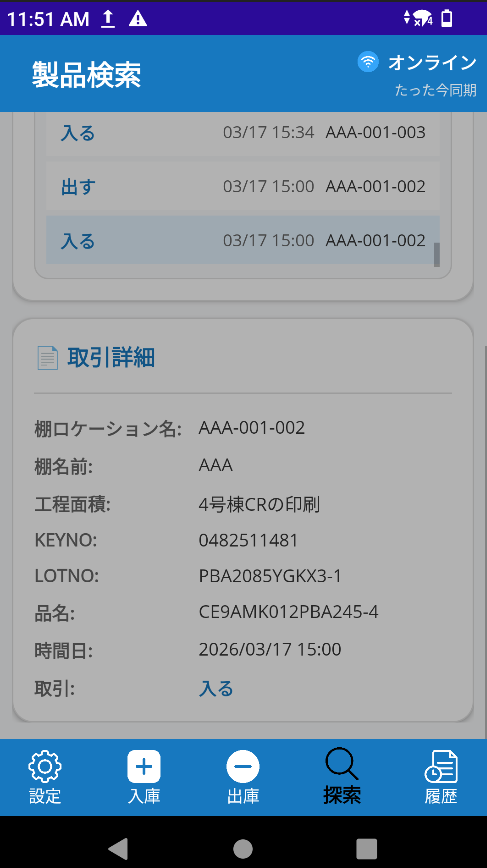 11:51 AM
製品検索
オンライン
たった今同期
入る 03/17 15:34 AAA-001-003
出す 03/17 15:00 AAA-001-002
入る 03/17 15:00 AAA-001-002
取引詳細
棚ロケーション名: AAA-001-002
棚名前: AAA
工程面積: 4号棟CRの印刷
KEYNO: 0482511481
LOTNO: PBA2085YGKX3-1
品名: CE9AMK012PBA245-4
時間日: 2026/03/17 15:00
取引: 入る
設定 入庫 出庫 探索 履歴